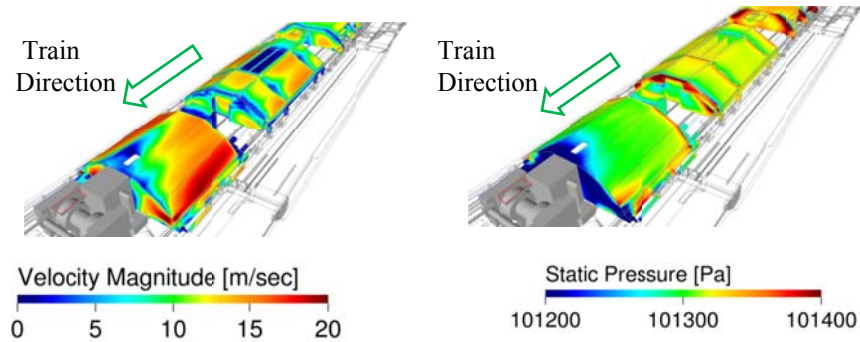 Train
Direction
Train
Direction
Velocity Magnitude [m/sec]
0 5 10 15 20
Static Pressure [Pa]
101200 101300 101400